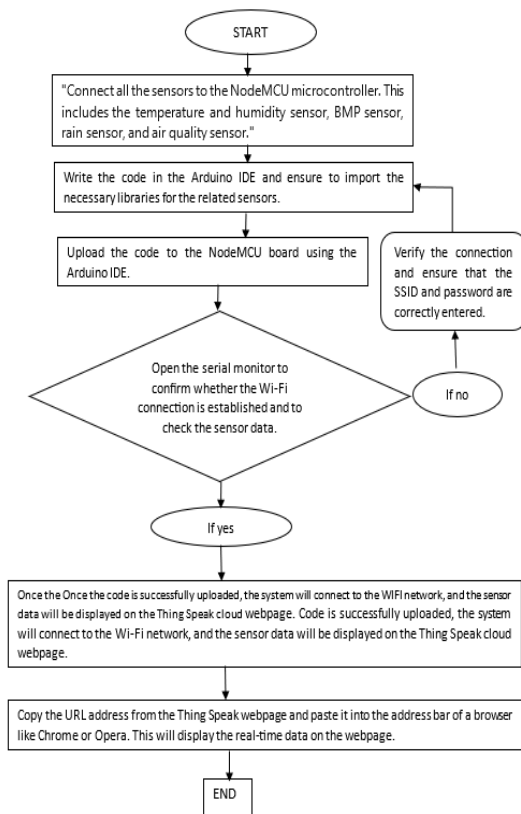 START
"Connect all the sensors to the NodeMCU microcontroller. This
includes the temperature and humidity sensor, BMP sensor,
rain sensor, and air quality sensor."
Write the code in the Arduino IDE and ensure to import the
necessary libraries for the related sensors.
Upload the code to the NodeMCU board using the
Arduino IDE.
Verify the connection
and ensure that the
SSID and password are
correctly entered.
Open the serial monitor to
confirm whether the Wi-Fi
connection is established and to
check the sensor data.
If no
If yes
Once the Once the code is successfully uploaded, the system will connect to the WIFI network, and the sensor
data will be displayed on the Thing Speak cloud webpage. Code is successfully uploaded, the system
will connect to the Wi-Fi network, and the sensor data will be displayed on the Thing Speak cloud
webpage.
Copy the URL address from the Thing Speak webpage and paste it into the address bar of a browser
like Chrome or Opera. This will display the real-time data on the webpage.
END